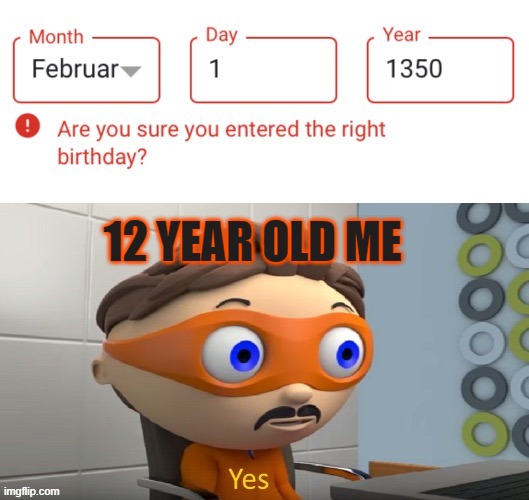 Month
Day
Year
Februar
1
1350
Are you sure you entered the right
birthday?
12 YEAR OLD ME
Yes
imgflip.com